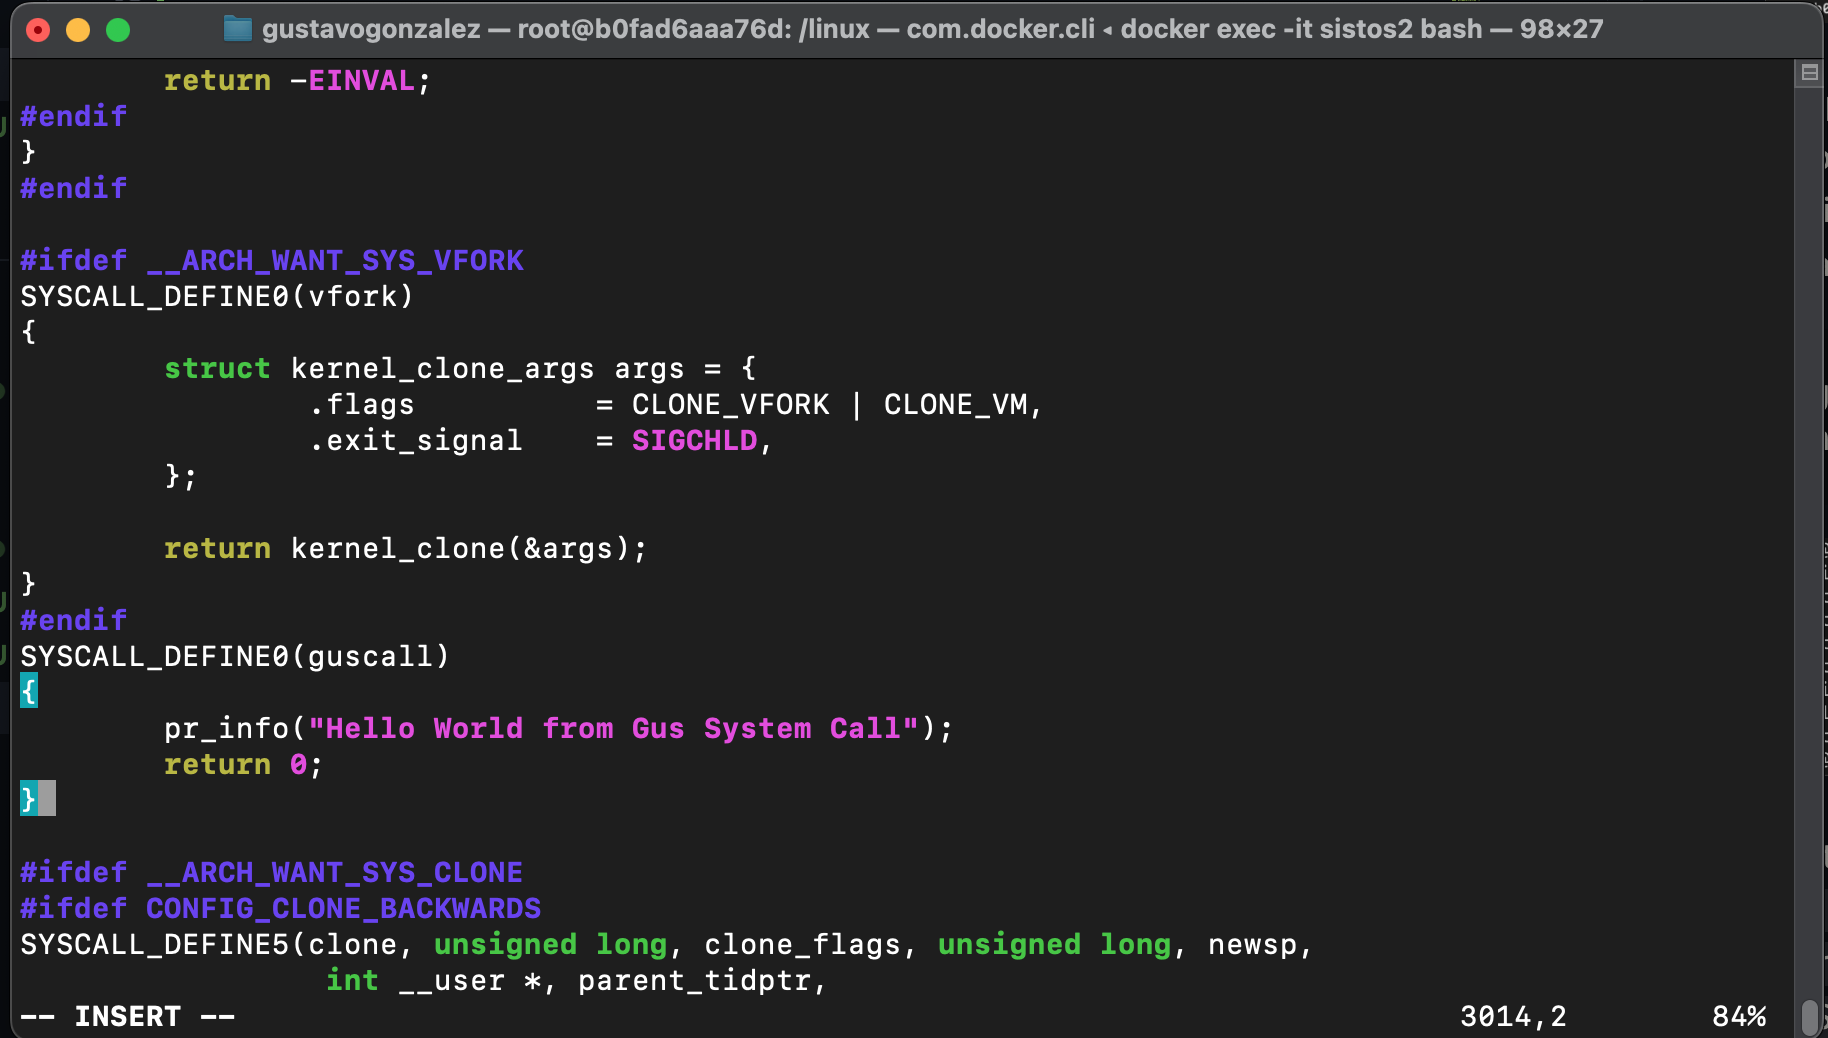 gustavogonzalez — root@b0fad6aaa76d: /linux — com.docker.cli ◂ docker exec -it sistos2 bash — 98×27
        return -EINVAL;
#endif
}
#endif

#ifdef __ARCH_WANT_SYS_VFORK
SYSCALL_DEFINE0(vfork)
{
        struct kernel_clone_args args = {
                .flags          = CLONE_VFORK | CLONE_VM,
                .exit_signal    = SIGCHLD,
        };

        return kernel_clone(&args);
}
#endif
SYSCALL_DEFINE0(guscall)
{
        pr_info("Hello World from Gus System Call");
        return 0;
}

#ifdef __ARCH_WANT_SYS_CLONE
#ifdef CONFIG_CLONE_BACKWARDS
SYSCALL_DEFINE5(clone, unsigned long, clone_flags, unsigned long, newsp,
                 int __user *, parent_tidptr,
-- INSERT --                                                                    3014,2        84%